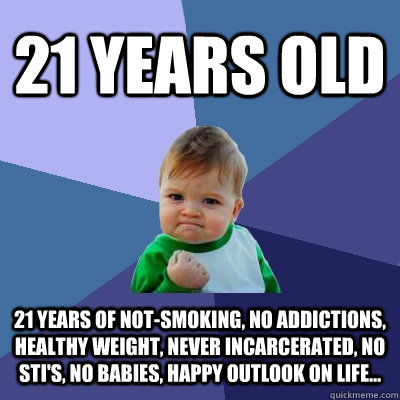 21 YEARS OLD
21 YEARS OF NOT-SMOKING, NO ADDICTIONS,
HEALTHY WEIGHT, NEVER INCARCERATED, NO
STI'S, NO BABIES, HAPPY OUTLOOK ON LIFE...
quickmeme.com